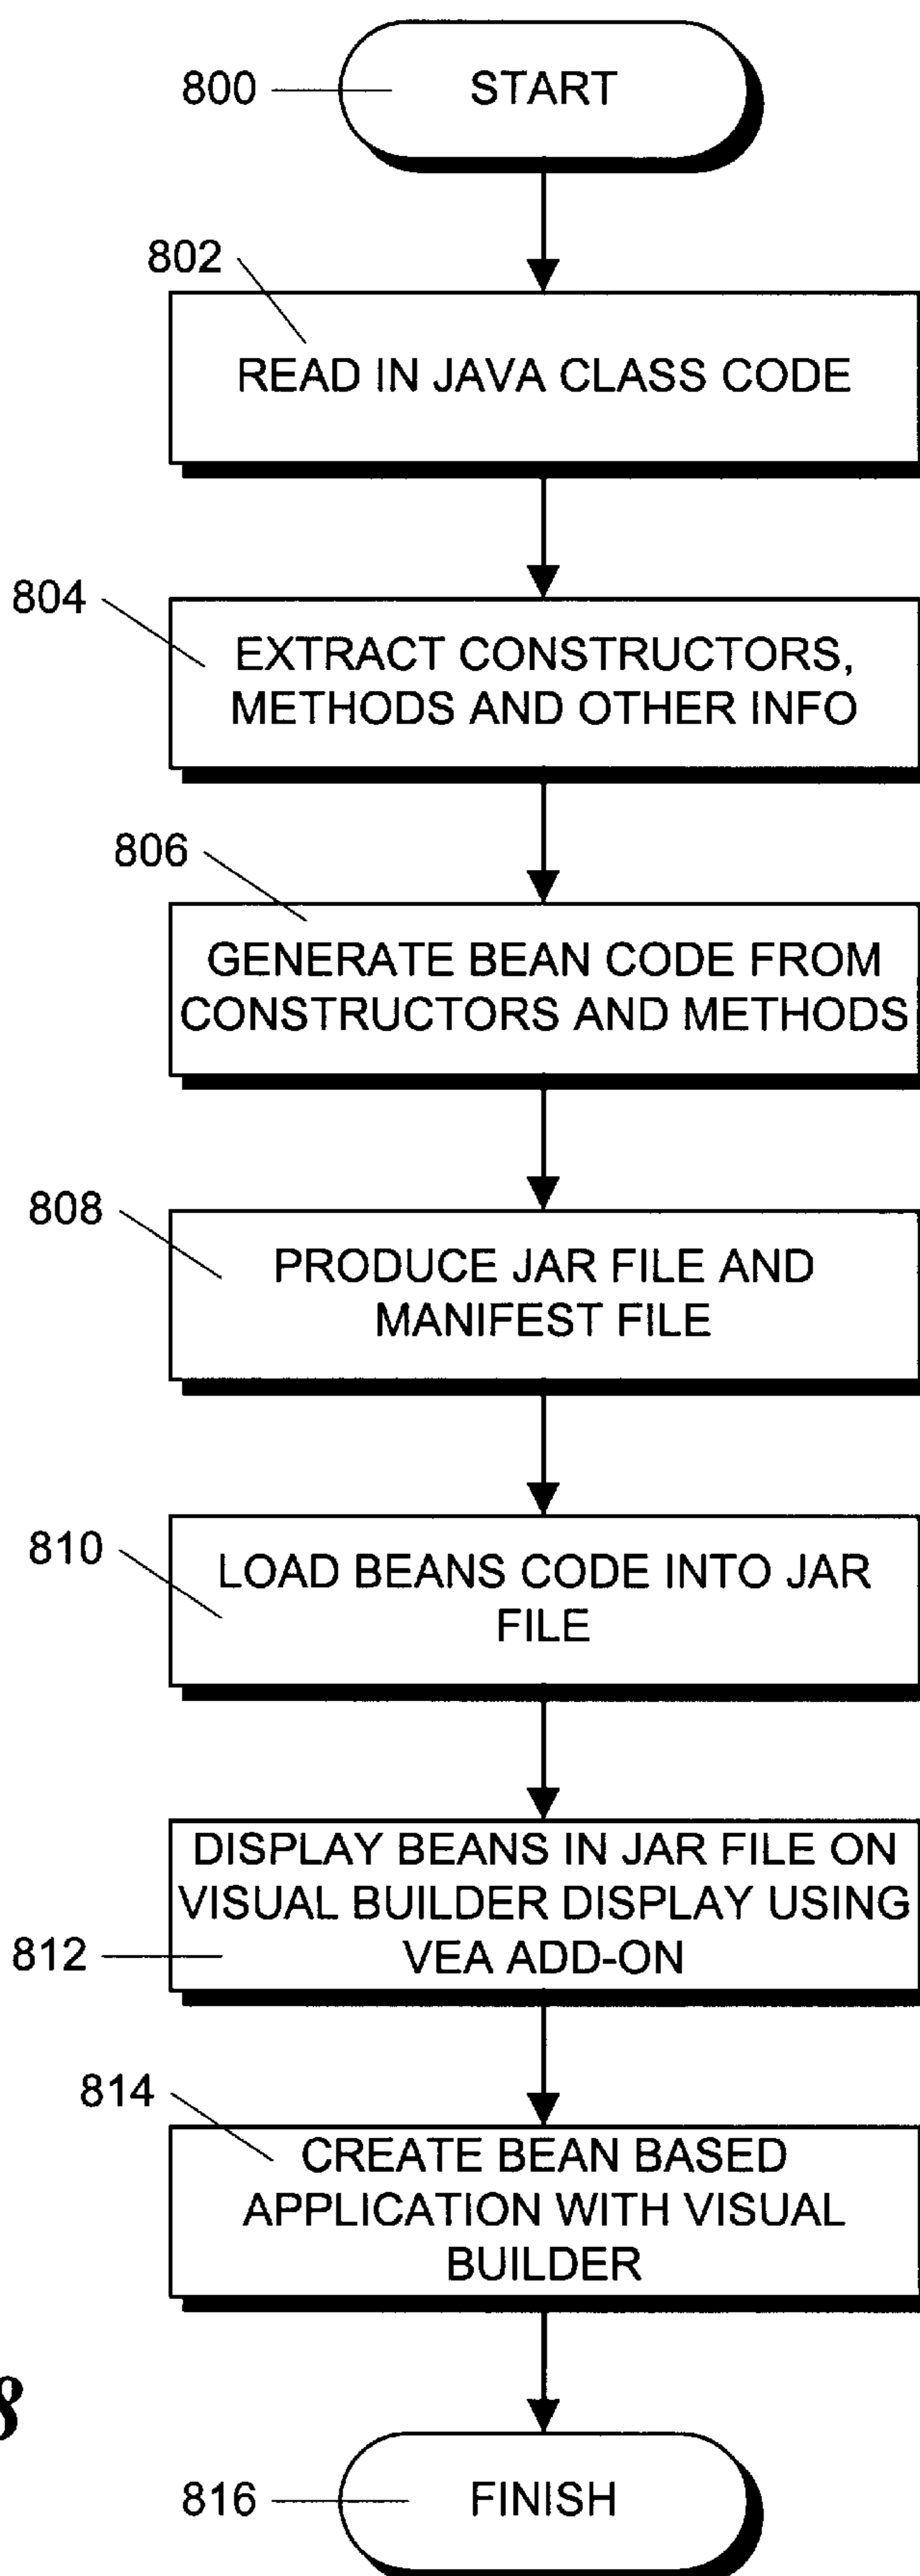 800
START
802
READ IN JAVA CLASS CODE
804
EXTRACT CONSTRUCTORS,
METHODS AND OTHER INFO
806
GENERATE BEAN CODE FROM
CONSTRUCTORS AND METHODS
808
PRODUCE JAR FILE AND
MANIFEST FILE
810
LOAD BEANS CODE INTO JAR
FILE
DISPLAY BEANS IN JAR FILE ON
VISUAL BUILDER DISPLAY USING
812
VEA ADD-ON
814
CREATE BEAN BASED
APPLICATION WITH VISUAL
BUILDER
8
816
FINISH